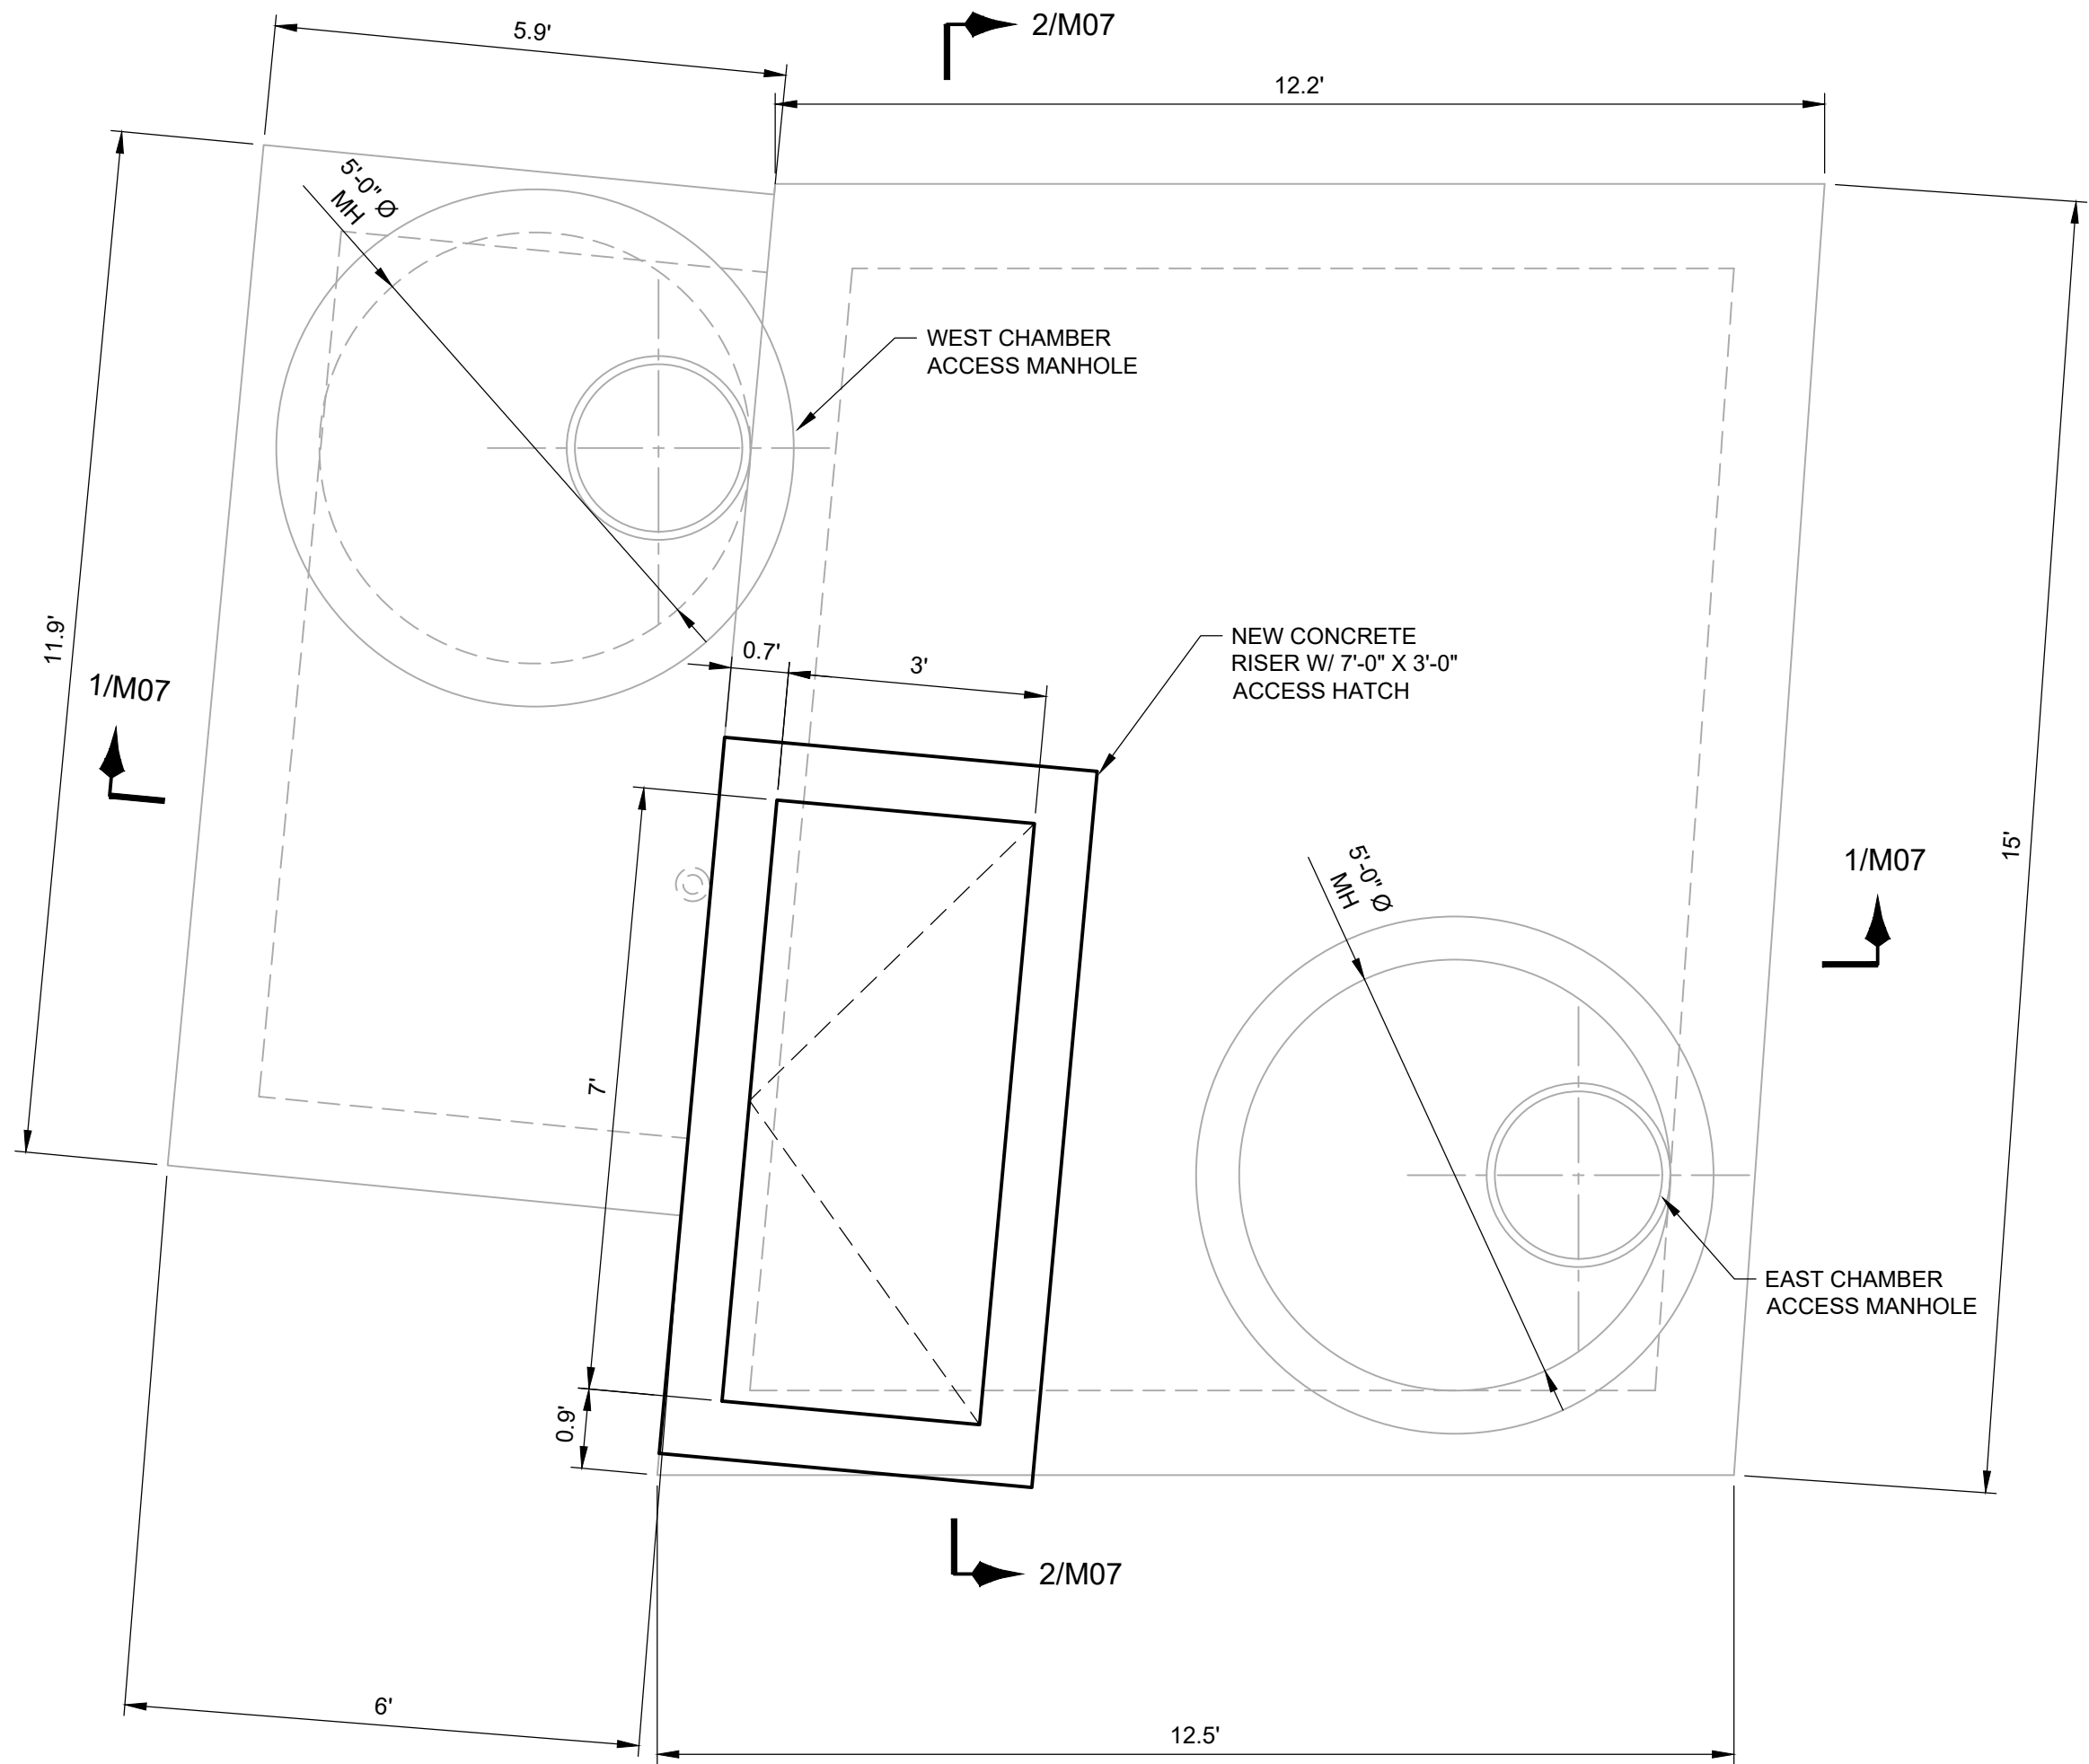 5.9'
2/M07
12.2'
5'-0" Ø
MH
WEST CHAMBER
ACCESS MANHOLE
11.9'
1/M07
0.7'
3'
NEW CONCRETE
RISER W/ 7'-0" X 3'-0"
ACCESS HATCH
15'
1/M07
5'-0" Ø
MH
7'
EAST CHAMBER
ACCESS MANHOLE
0.9'
2/M07
6'
12.5'